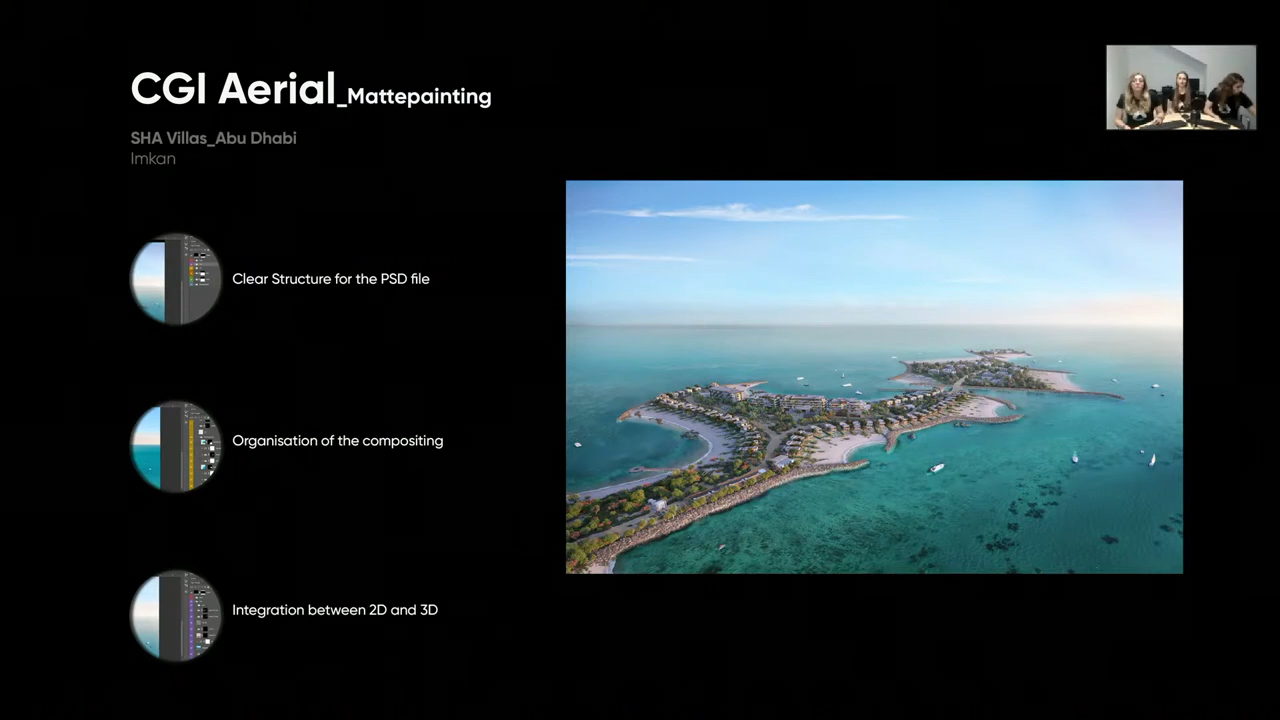 CGI Aerial_Mattepainting
SHA Villas_Abu Dhabi
Imkan
Clear Structure for the PSD file
Organisation of the compositing
Integration between 2D and 3D